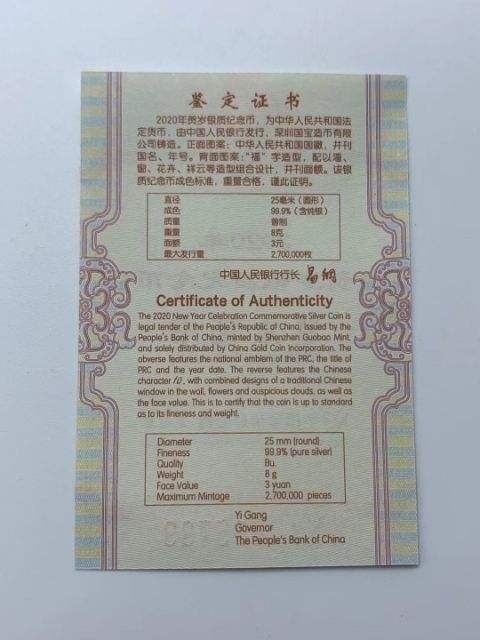 鉴定证书
2020年贺岁银质纪念币，为中华人民共和国法
定货币，由中国人民银行发行，深圳国宝造币有限
公司铸造。正面图案：中华人民共和国国徽，并刊
国名、年号。背面图案：“福”字造型，配以墙、
窗、花卉、祥云等造型组合设计，并刊面额。该银
质纪念币成色标准，重量合格，谨此证明。
直径 25毫米（圆形）
成色 99.9%（含纯银）
质量 普制
重量 8克
面额 3元
最大发行量 2,700,000枚
中国人民银行行长 易纲
Certificate of Authenticity
The 2020 New Year Celebration Commemorative Silver Coin is
legal tender of the People's Republic of China, issued by the
People's Bank of China, minted by Shenzhen Guobao Mint,
and solely distributed by China Gold Coin Incorporation. The
obverse features the national emblem of the PRC, the title of
PRC and the year date. The reverse features the Chinese
character , with combined designs of a traditional Chinese
window in the wall, flowers and auspicious clouds, as well as
the face value. This is to certify that the coin is up to standard
as to its fineness and weight.
Diameter 25 mm (round)
Fineness 99.9% (pure silver)
Quality Bu.
Weight 8 g
Face Value 3 yuan
Maximum Mintage 2,700,000 pieces
Yi Gang
Governor
The People's Bank of China